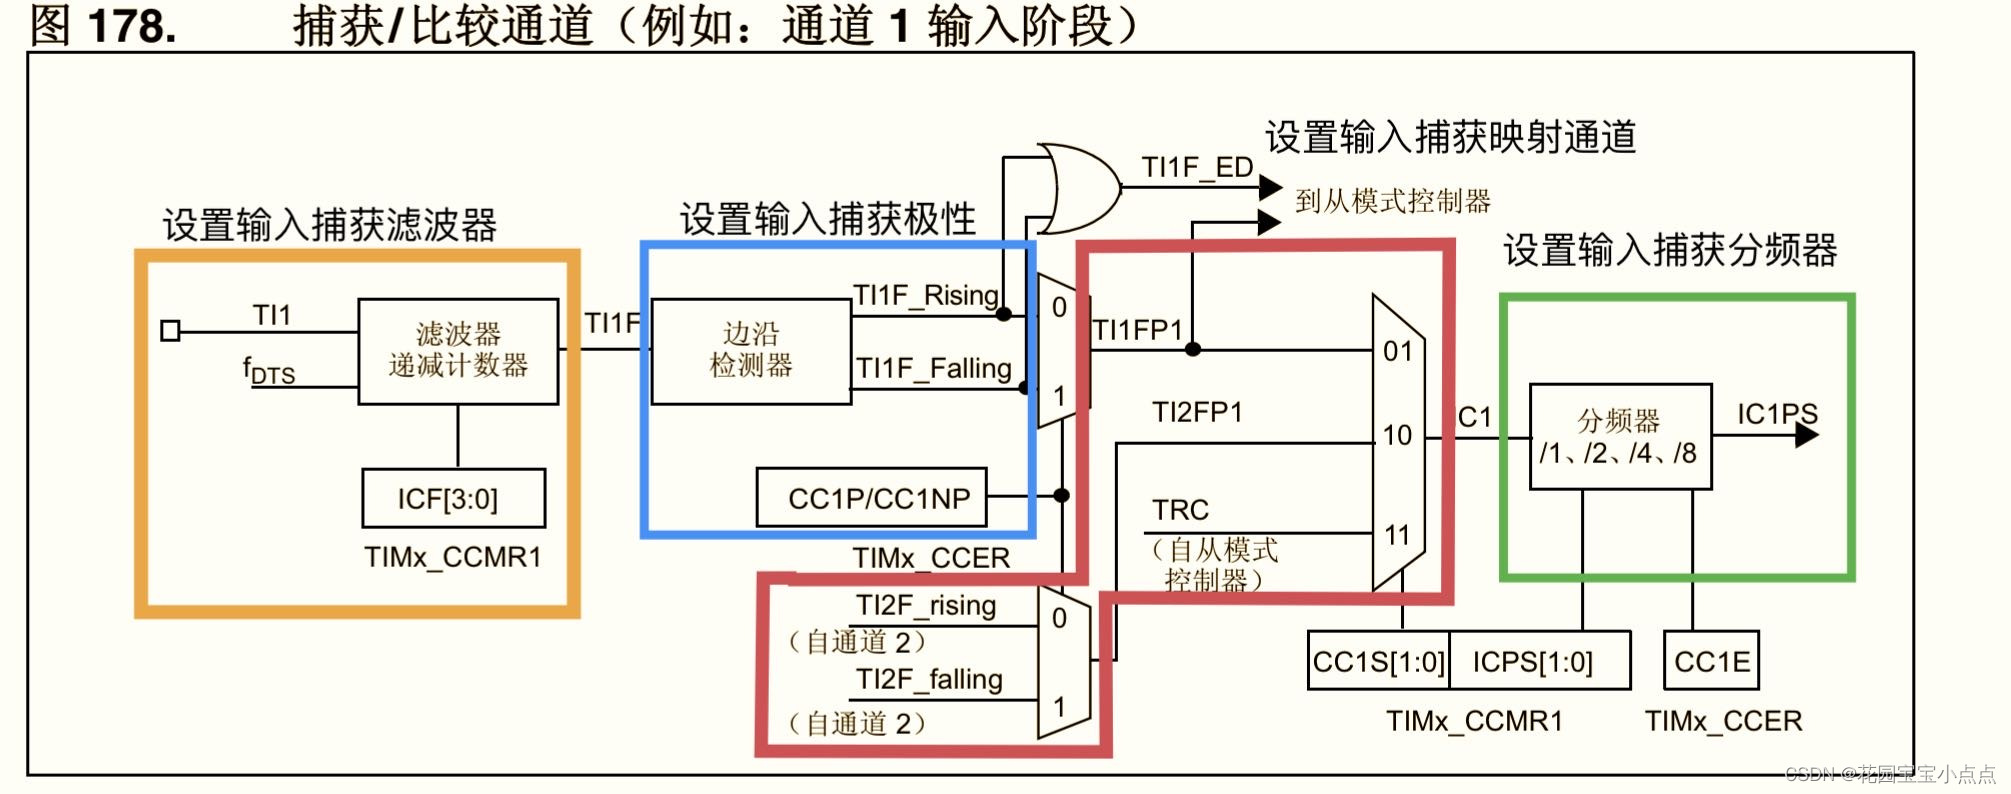 图 178. 捕获/比较通道（例如：通道 1 输入阶段）
设置输入捕获映射通道
TI1F_ED
到从模式控制器
设置输入捕获滤波器
设置输入捕获极性
设置输入捕获分频器
TI1
fDTS
滤波器
递减计数器
TI1F
边沿
检测器
TI1F_Rising
TI1F_Falling
0
1
TI1FP1
TI2FP1
TRC
（自从模式
控制器）
01
10
11
C1
分频器
/1、/2、/4、/8
IC1PS
ICF[3:0]
TIMx_CCMR1
CC1P/CC1NP
TIMx_CCER
TI2F_rising
（自通道 2）
TI2F_falling
（自通道 2）
0
1
CC1S[1:0]
ICPS[1:0]
CC1E
TIMx_CCMR1
TIMx_CCER
CSDN @花园宝宝小点点